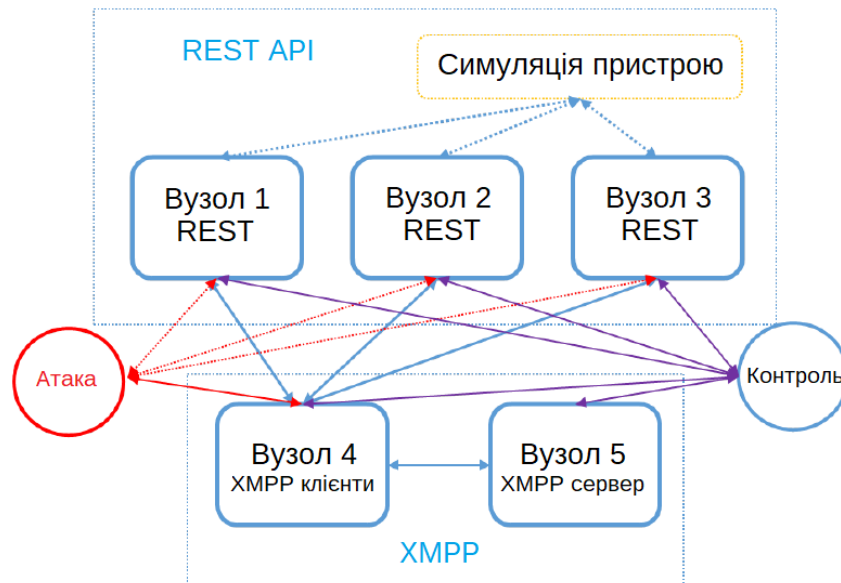 REST API
Симуляція пристрою
Вузол 1
REST
Вузол 2
REST
Вузол 3
REST
Атака
Контроль
Вузол 4
XMPP клієнти
Вузол 5
XMPP сервер
XMPP